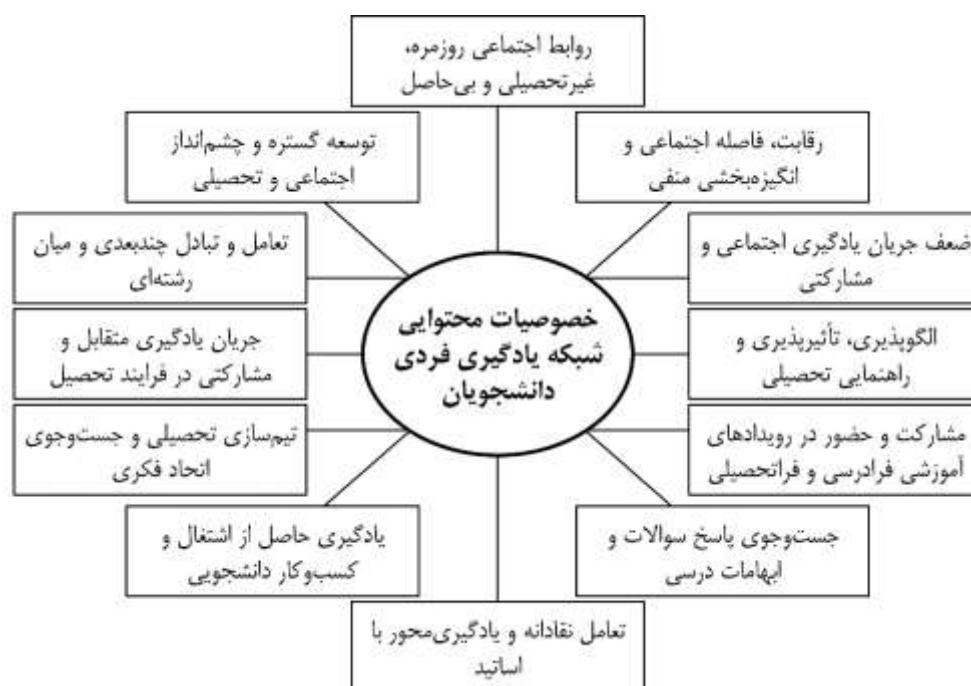 روابط اجتماعی روزمره،
غیرتحصیلی و بی‌حاصل
رقابت، فاصله اجتماعی و
انگیزه‌بخشی منفی
توسعه گستره و چشم‌انداز
اجتماعی و تحصیلی
ضعف جریان یادگیری اجتماعی و
مشارکتی
تعامل و تبادل چندبعدی و میان
رشته‌ای
خصوصیات محتوایی
شبکه یادگیری فردی
دانشجویان
الگوپذیری، تأثیرپذیری و
راهنمایی تحصیلی
جریان یادگیری متقابل و
مشارکتی در فرایند تحصیل
مشارکت و حضور در رویدادهای
آموزشی فرادرسی و فراتحصیلی
تیم‌سازی تحصیلی و جست‌وجوی
اتحاد فکری
جست‌وجوی پاسخ سوالات و
ابهامات درسی
یادگیری حاصل از اشتغال و
کسب‌وکار دانشجویی
تعامل نقادانه و یادگیری‌محور با
اساتید